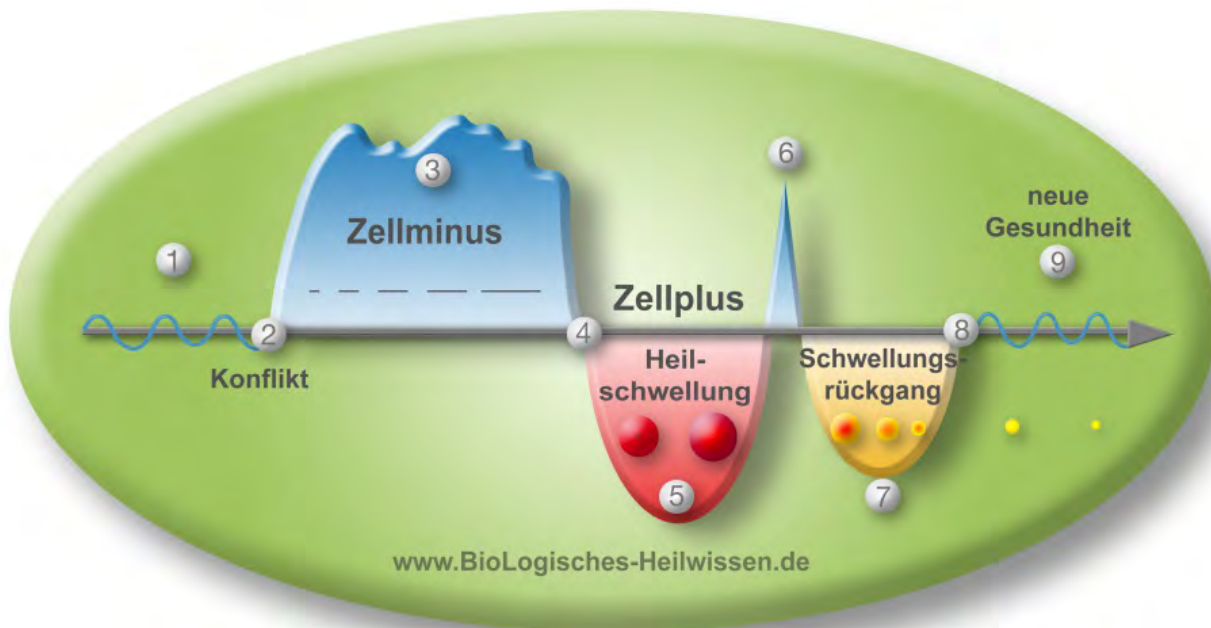 6
3
neue
Gesundheit
1
Zellminus
9
Zellplus
2
4
8
Konflikt
Heil-
schwellung
Schwellungs-
rückgang
5
7
www.BioLogisches-Heilwissen.de